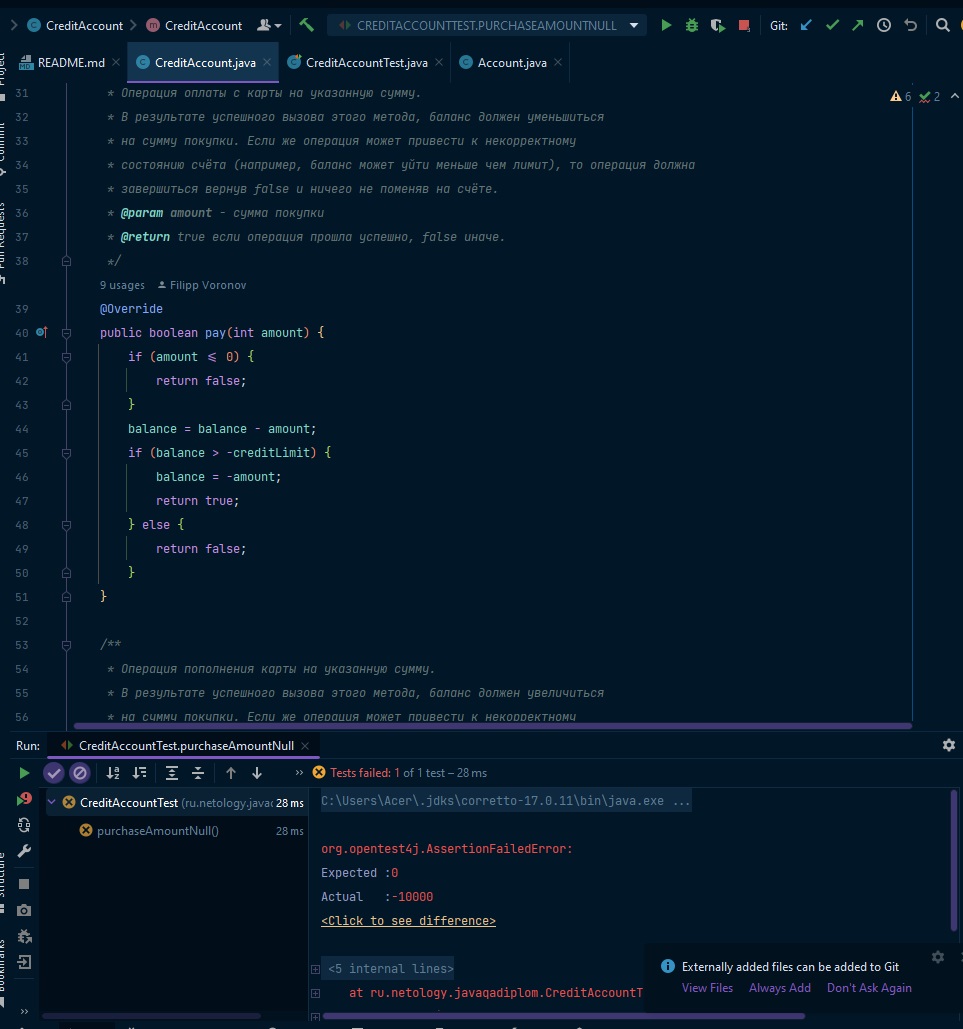 CreditAccount CreditAccount CREDITACCOUNTTEST.PURCHASEAMOUNTNULL Git:
README.md CreditAccount.java CreditAccountTest.java Account.java
31 * Операция оплаты с карты на указанную сумму.
6 2
32 * В результате успешного вызова этого метода, баланс должен уменьшиться
33 * на сумму покупки. Если же операция может привести к некорректному
34 * состоянию счёта (например, баланс может уйти меньше чем лимит), то операция должна
35 * завершиться вернув false и ничего не поменяв на счёте.
36 * @param amount - сумма покупки
37 * @return true если операция прошла успешно, false иначе.
38 */
9 usages Filipp Voronov
39 @Override
40 public boolean pay(int amount) {
41 if (amount <= 0) {
42 return false;
43 }
44 balance = balance - amount;
45 if (balance > -creditLimit) {
46 balance = -amount;
47 return true;
48 } else {
49 return false;
50 }
51 }
52
53 /**
54 * Операция пополнения карты на указанную сумму.
55 * В результате успешного вызова этого метода, баланс должен увеличиться
56 * на сумму покупки. Если же операция может привести к некорректному
Project
Commit
Pull Requests
Structure
Bookmarks
Run: CreditAccountTest.purchaseAmountNull
Tests failed: 1 of 1 test – 28 ms
CreditAccountTest (ru.netology.javac 28 ms
purchaseAmountNull() 28 ms
C:\Users\Acer\.jdks\corretto-17.0.11\bin\java.exe ...
org.opentest4j.AssertionFailedError:
Expected :0
Actual :-10000
<Click to see difference>
<5 internal lines>
at ru.netology.javaqadiplom.CreditAccountT
Externally added files can be added to Git
View Files Always Add Don't Ask Again